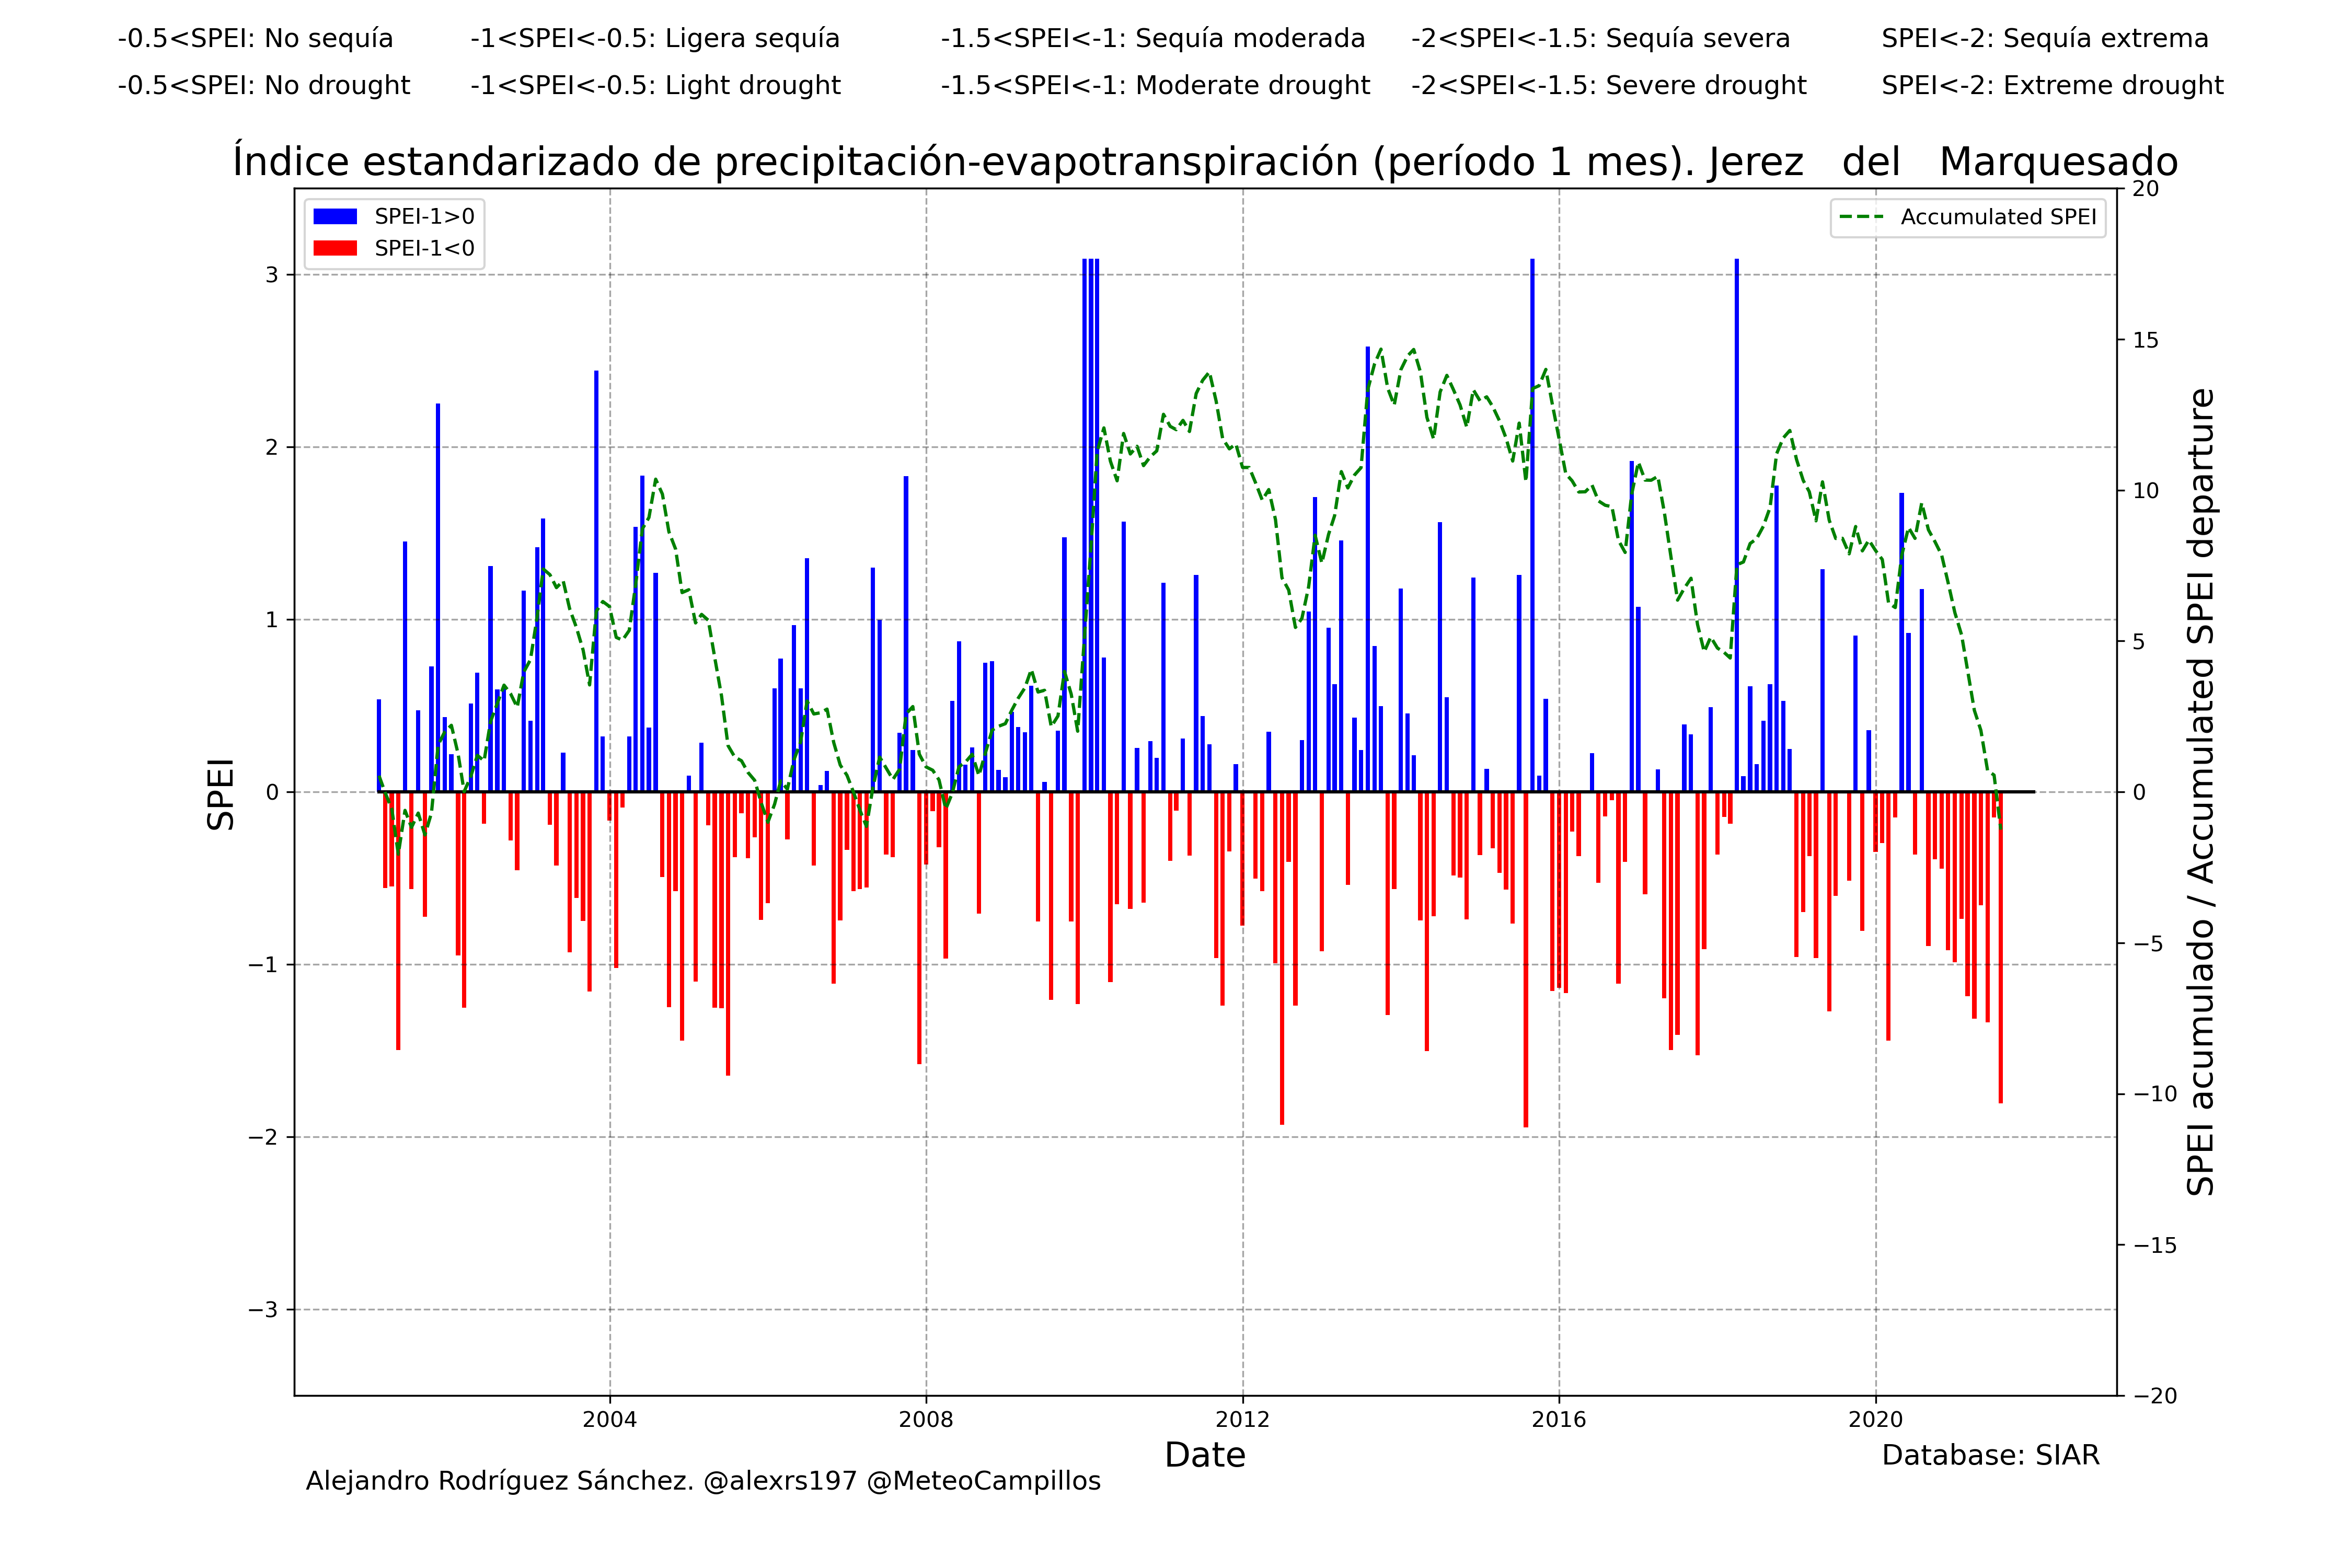 -0.5<SPEI: No sequía -1<SPEI<-0.5: Ligera sequía -1.5<SPEI<-1: Sequía moderada -2<SPEI<-1.5: Sequía severa SPEI<-2: Sequía extrema
-0.5<SPEI: No drought -1<SPEI<-0.5: Light drought -1.5<SPEI<-1: Moderate drought -2<SPEI<-1.5: Severe drought SPEI<-2: Extreme drought
Índice estandarizado de precipitación-evapotranspiración (período 1 mes). Jerez del Marquesado
SPEI-1>0
SPEI-1<0
Accumulated SPEI
SPEI
3
2
1
0
−1
−2
−3
20
15
10
5
0
−5
−10
−15
−20
SPEI acumulado / Accumulated SPEI departure
2004 2008 2012 2016 2020
Date
Database: SIAR
Alejandro Rodríguez Sánchez. @alexrs197 @MeteoCampillos